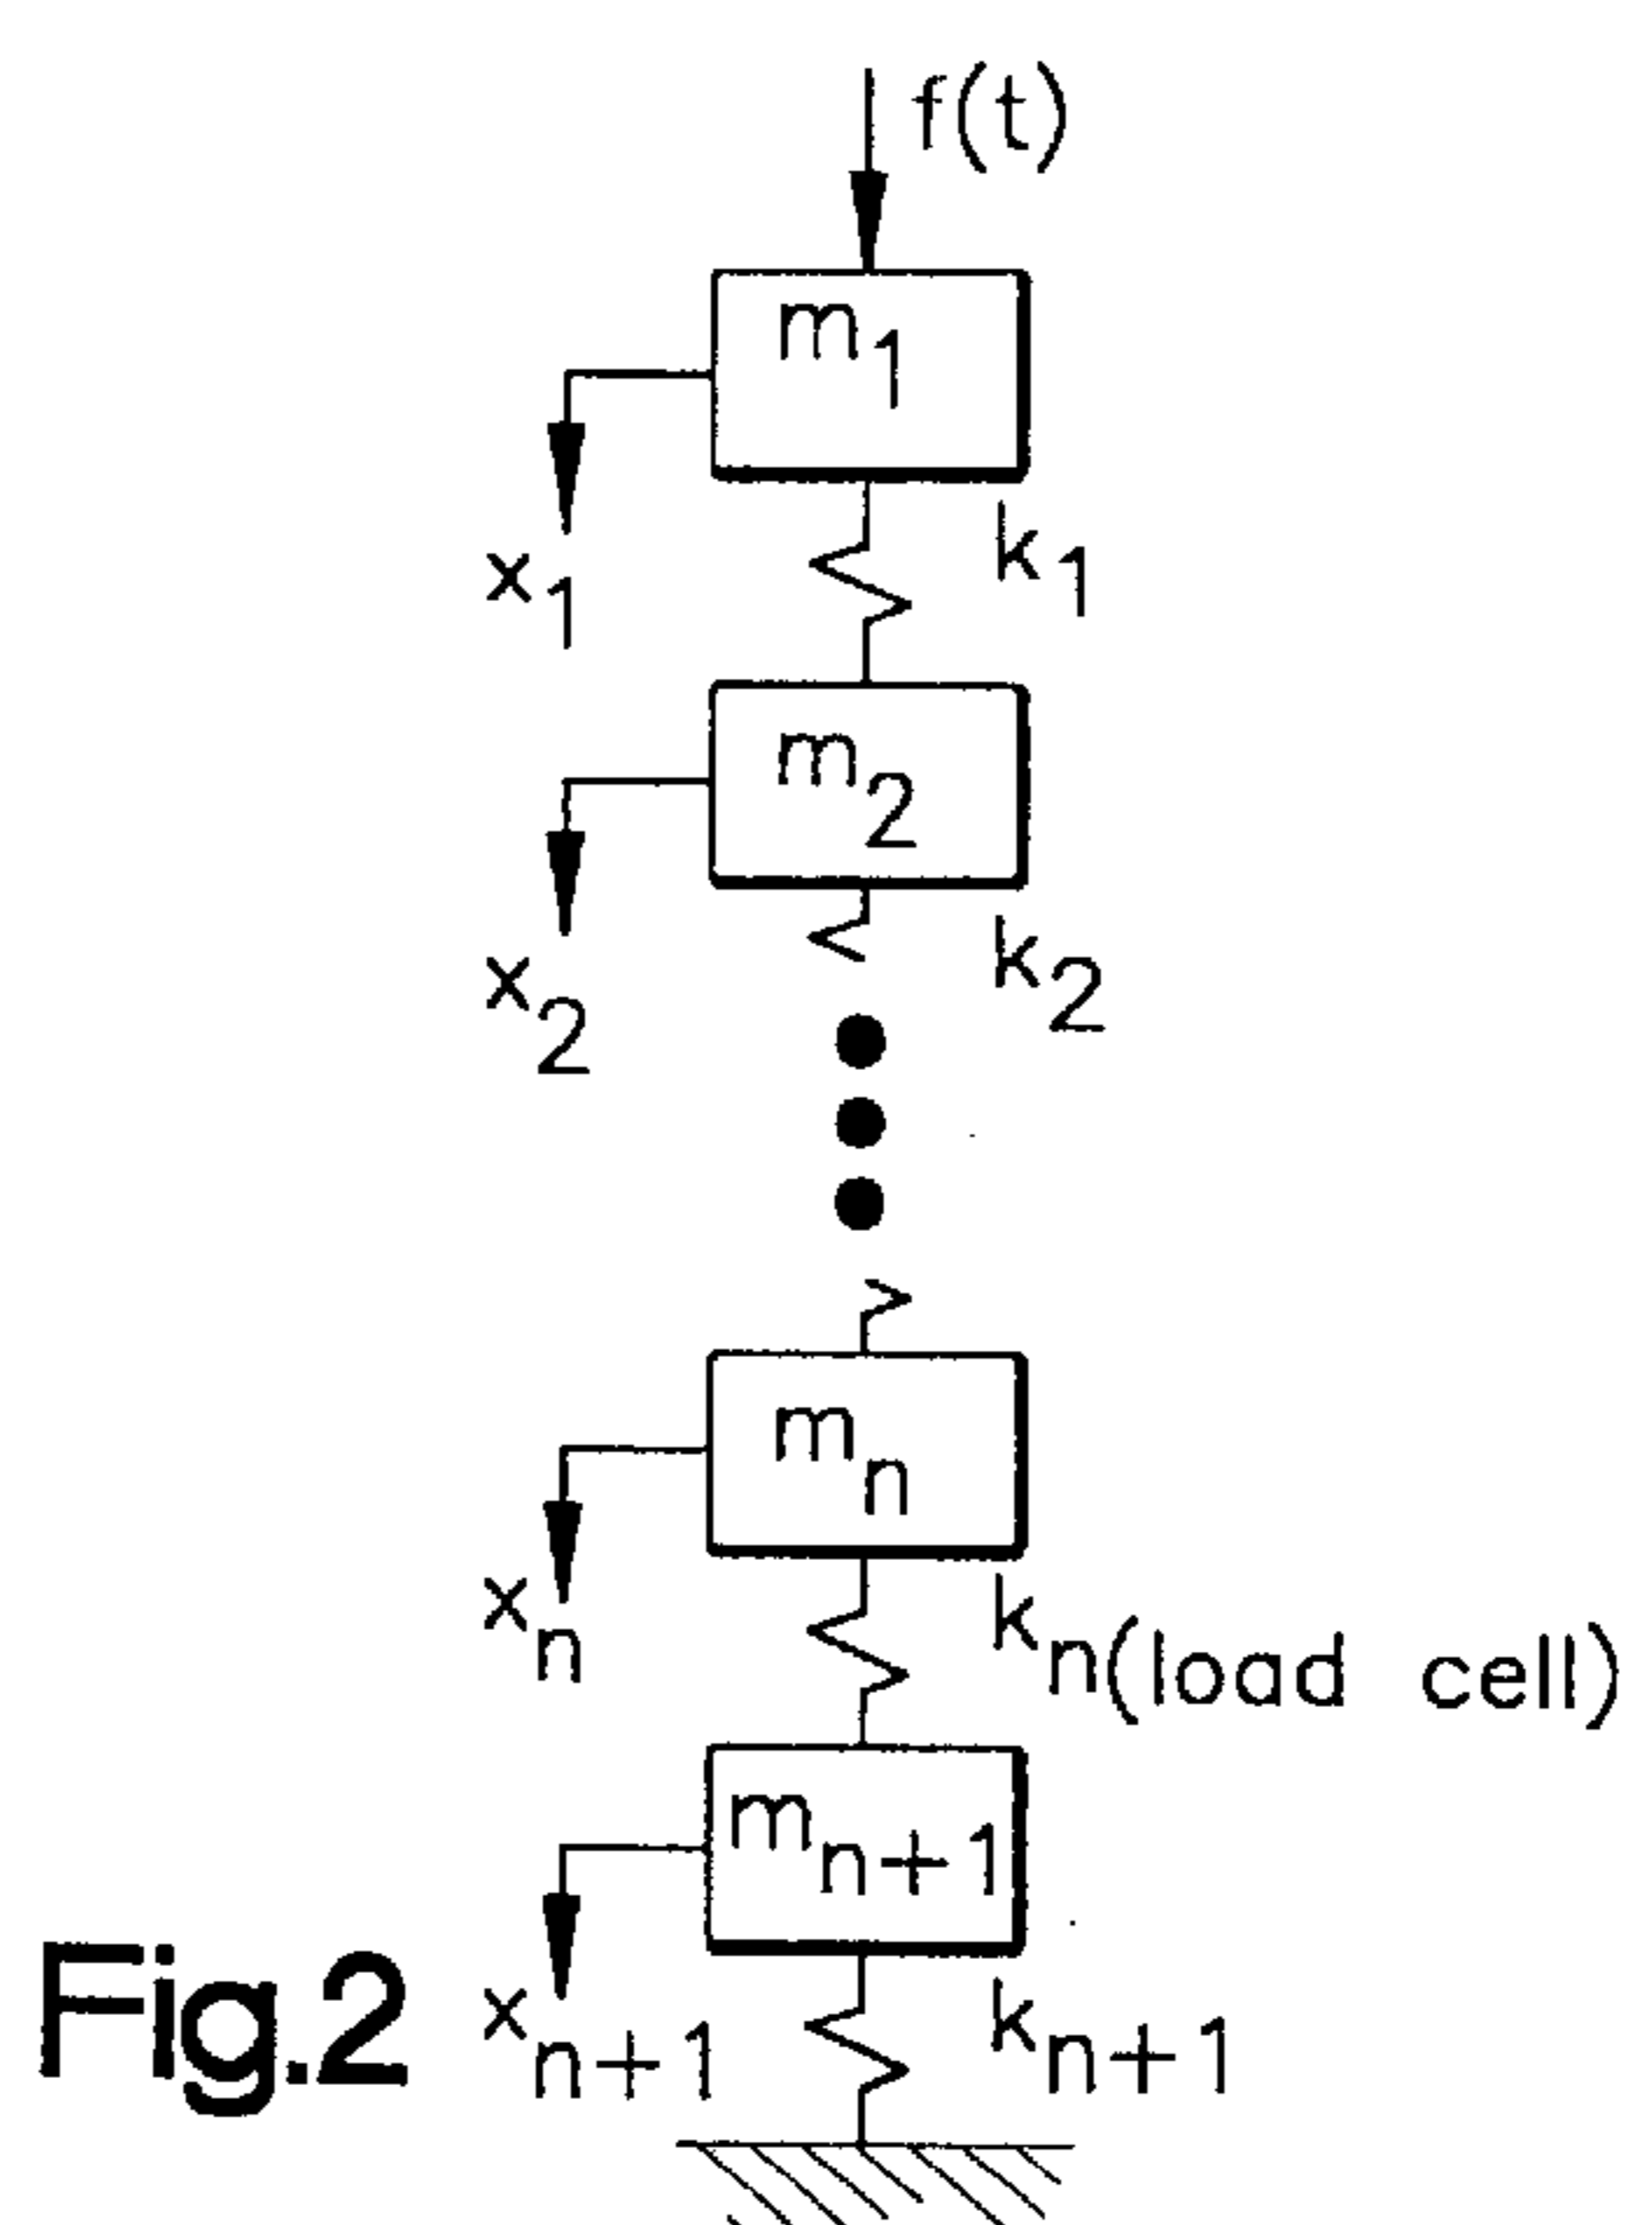 f(t)
m1
x1
k1
m2
x2
k2
mn
xn
kn(load cell)
mn+1
Fig.2
xn+1
kn+1